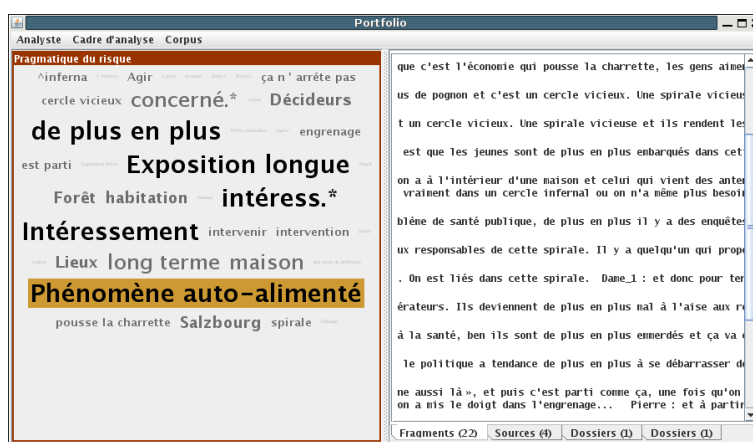 Portfolio
Analyste Cadre d'analyse Corpus
Pragmatique du risque
^inferna Agir ça n ' arrête pas
cercle vicieux concerné.* Décideurs
de plus en plus engrenage
est parti Exposition longue
Forêt habitation intéress.*
Intéressement intervenir intervention
Lieux long terme maison
Phénomène auto-alimenté
pousse la charrette Salzbourg spirale
que c'est l'économie qui pousse la charrette, les gens aimen
us de pognon et c'est un cercle vicieux. Une spirale vicieus
t un cercle vicieux. Une spirale vicieuse et ils rendent les
est que les jeunes sont de plus en plus embarqués dans cet
on a à l'intérieur d'une maison et celui qui vient des anten
vraiment dans un cercle infernal ou on n'a même plus besoin
blème de santé publique, de plus en plus il y a des enquêtes
ux responsables de cette spirale. Il y a quelqu'un qui propo
. On est liés dans cette spirale. Dame_1 : et donc pour ten
érateurs. Ils deviennent de plus en plus mal à l'aise aux re
à la santé, ben ils sont de plus en plus emmerdés et ça va
le politique a tendance de plus en plus à se débarrasser de
ne aussi là », et puis c'est parti comme ça, une fois qu'on
on a mis le doigt dans l'engrenage... Pierre : et à partir
Fragments (22) Sources (4) Dossiers (1) Dossiers (1)